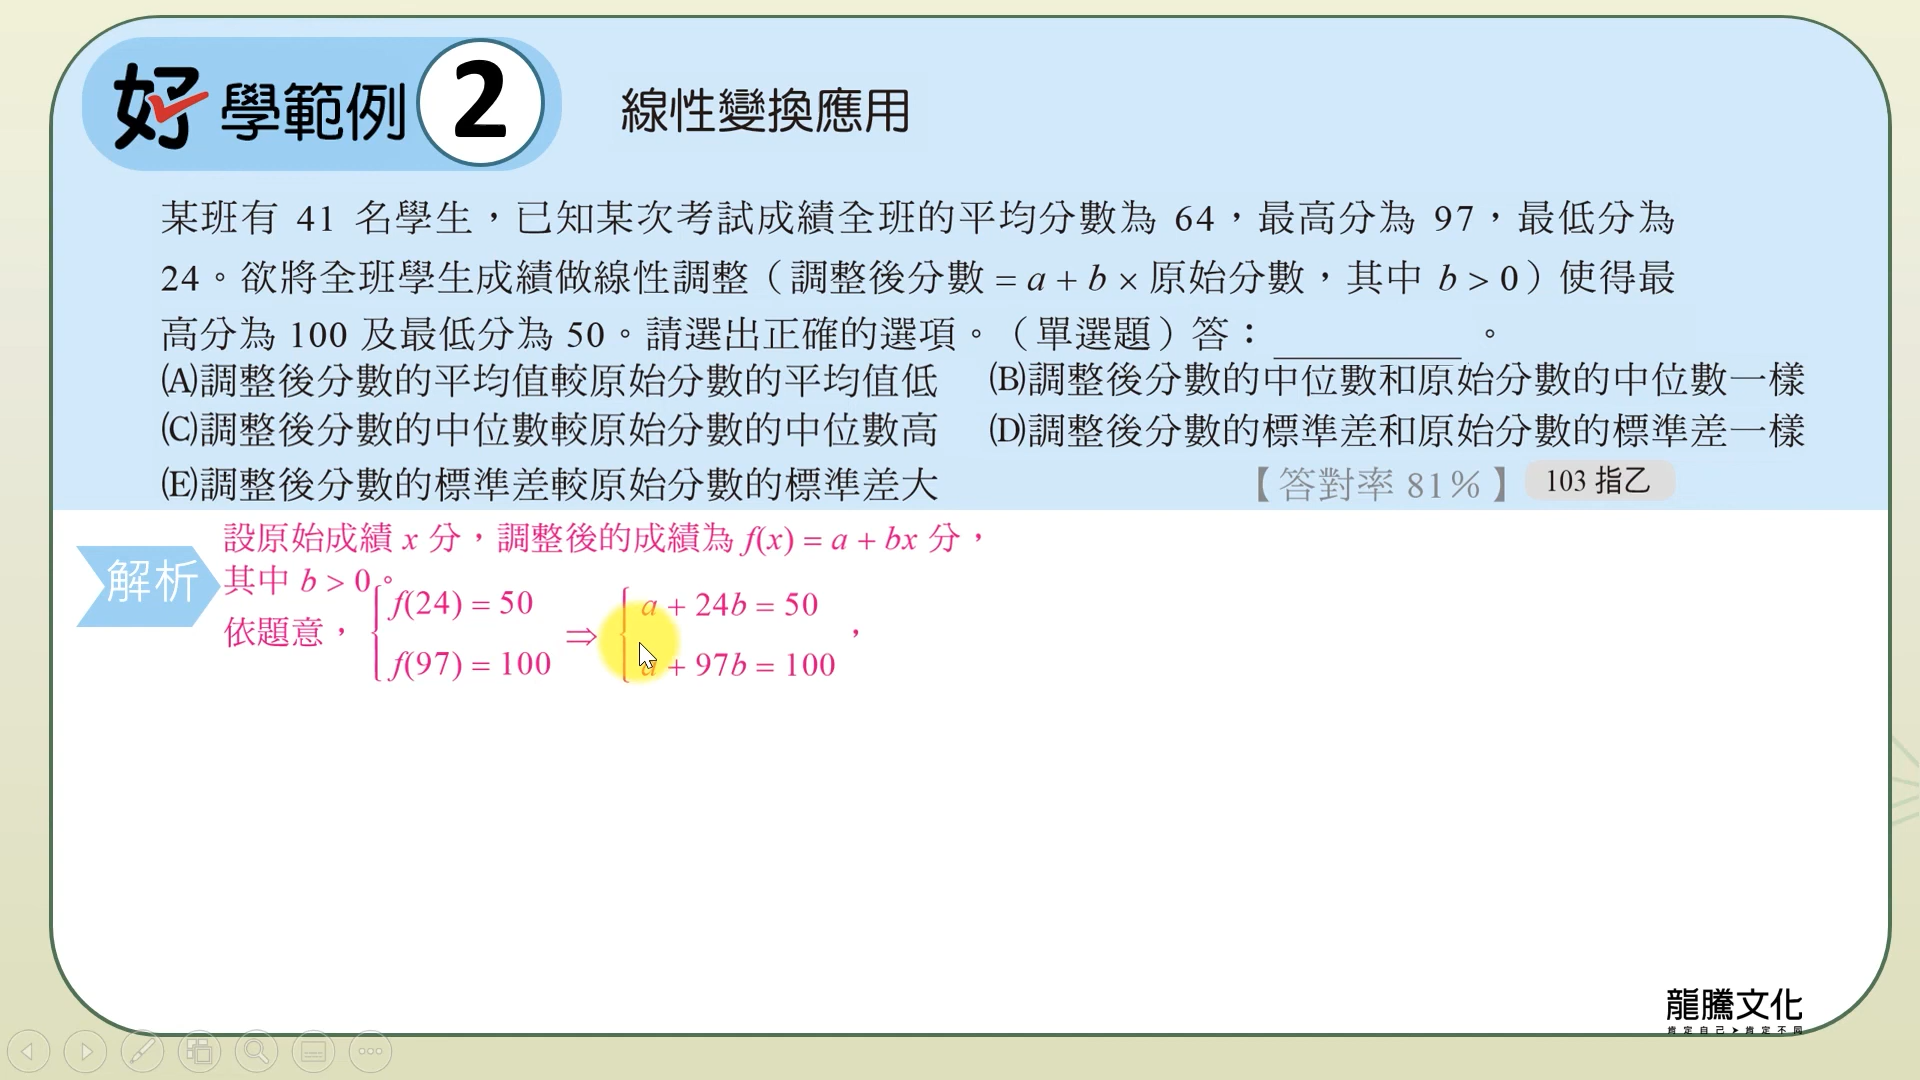 好學範例 2 線性變換應用
某班有 41 名學生，已知某次考試成績全班的平均分數為 64，最高分為 97，最低分為
24。欲將全班學生成績做線性調整（調整後分數 = a + b × 原始分數，其中 b > 0）使得最
高分為 100 及最低分為 50。請選出正確的選項。（單選題）答：＿＿＿＿＿。
(A)調整後分數的平均值較原始分數的平均值低 (B)調整後分數的中位數和原始分數的中位數一樣
(C)調整後分數的中位數較原始分數的中位數高 (D)調整後分數的標準差和原始分數的標準差一樣
(E)調整後分數的標準差較原始分數的標準差大 【答對率 81%】 103 指乙
解析
設原始成績 x 分，調整後的成績為 f(x) = a + bx 分，
其中 b > 0。
依題意，{ f(24) = 50 ⇒ { a + 24b = 50 ，
f(97) = 100 a + 97b = 100
龍騰文化
肯定自己➤肯定不同